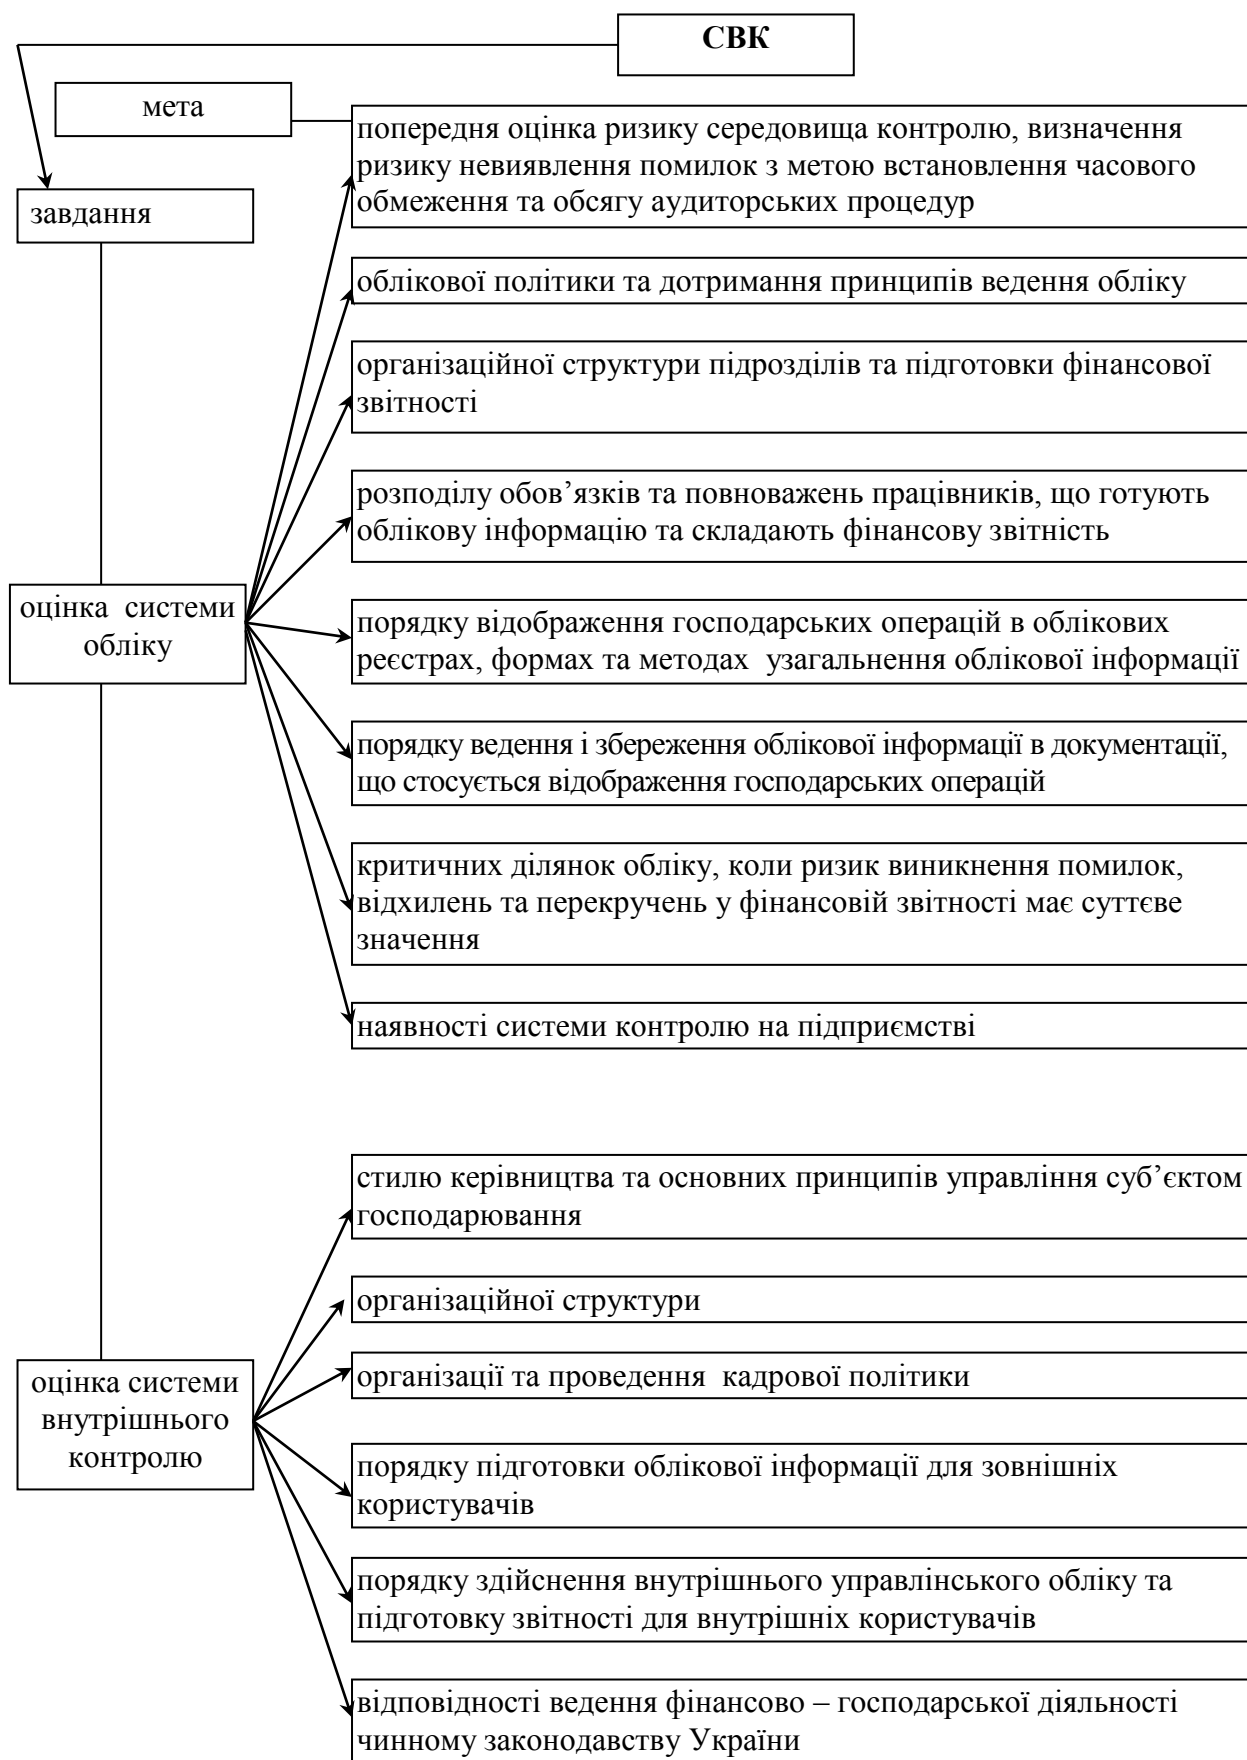 СВК
мета
попередня оцінка ризику середовища контролю, визначення
ризику невиявлення помилок з метою встановлення часового
обмеження та обсягу аудиторських процедур
завдання
облікової політики та дотримання принципів ведення обліку
організаційної структури підрозділів та підготовки фінансової
звітності
розподілу обов’язків та повноважень працівників, що готують
облікову інформацію та складають фінансову звітність
оцінка системи
обліку
порядку відображення господарських операцій в облікових
реєстрах, формах та методах узагальнення облікової інформації
порядку ведення і збереження облікової інформації в документації,
що стосується відображення господарських операцій
критичних ділянок обліку, коли ризик виникнення помилок,
відхилень та перекручень у фінансовій звітності має суттєве
значення
наявності системи контролю на підприємстві
стилю керівництва та основних принципів управління суб’єктом
господарювання
організаційної структури
оцінка системи
внутрішнього
контролю
організації та проведення кадрової політики
порядку підготовки облікової інформації для зовнішніх
користувачів
порядку здійснення внутрішнього управлінського обліку та
підготовку звітності для внутрішніх користувачів
відповідності ведення фінансово – господарської діяльності
чинному законодавству України